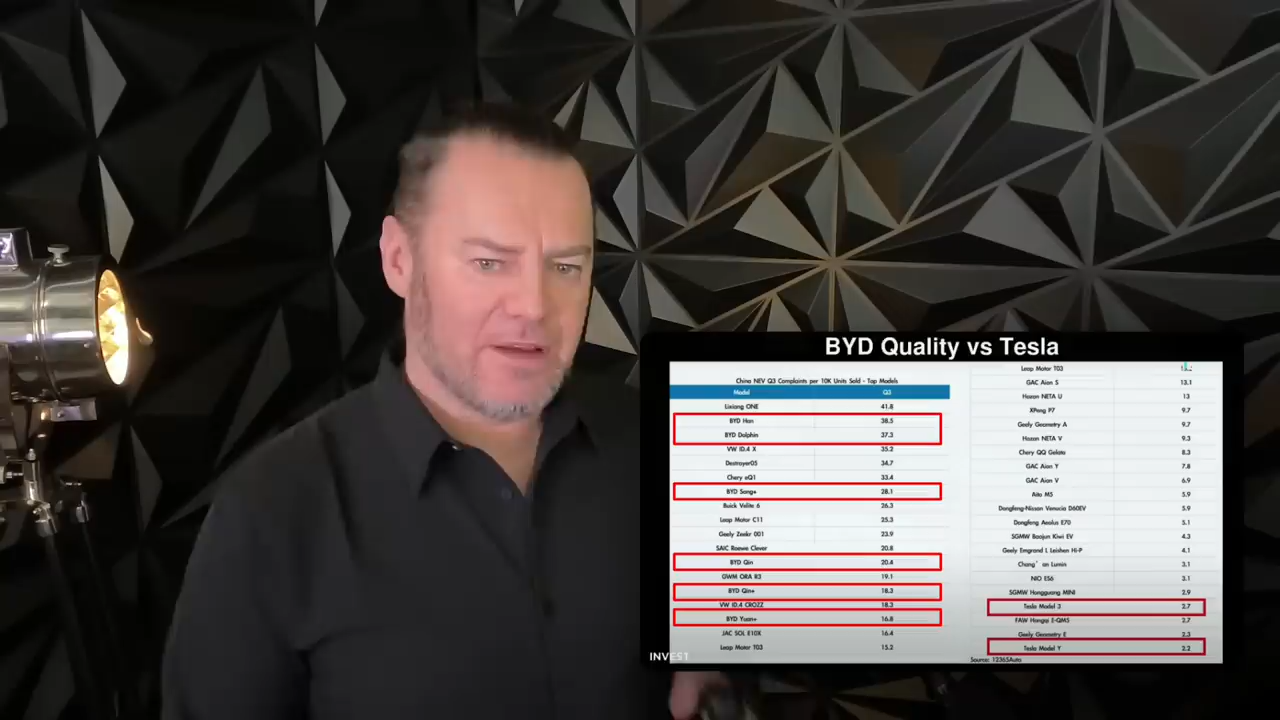 BYD Quality vs Tesla
China NEV Q3 Complaints per 10K Units Sold - Top Models
Model Q3
Lixiang ONE 41.8
BYD Han 38.5
BYD Dolphin 37.3
VW ID.4 X 35.2
Destroyer05 34.7
Chery eQ1 33.4
BYD Song+ 28.1
Buick Velite 6 26.3
Leap Motor C11 25.3
Geely Zeekr 001 23.9
SAIC Roewe Clever 20.8
BYD Qin 20.4
GWM ORA R3 19.1
BYD Qin+ 18.3
VW ID.4 CROZZ 18.3
BYD Yuan+ 16.8
JAC SOL E10X 16.4
Leap Motor T03 15.2
Leap Motor T03
GAC Aion S 13.1
Hozon NETA U 13
XPeng P7 9.7
Geely Geometry A 9.7
Hozon NETA V 9.3
Chery QQ Gelato 8.3
GAC Aion Y 7.8
GAC Aion V 6.9
Aito M5 5.9
Dongfeng-Nissan Venucia D60EV 5.9
Dongfeng Aeolus E70 5.1
SGMW Baojun Kiwi EV 4.3
Geely Emgrand L Leishen Hi-P 4.1
Chang'an Lumin 3.1
NIO ES6 3.1
SGMW Hongguang MINI 2.9
Tesla Model 3 2.7
FAW Hongqi E-QM5 2.7
Geely Geometry E 2.3
Tesla Model Y 2.2
Source: 12365Auto
INVEST